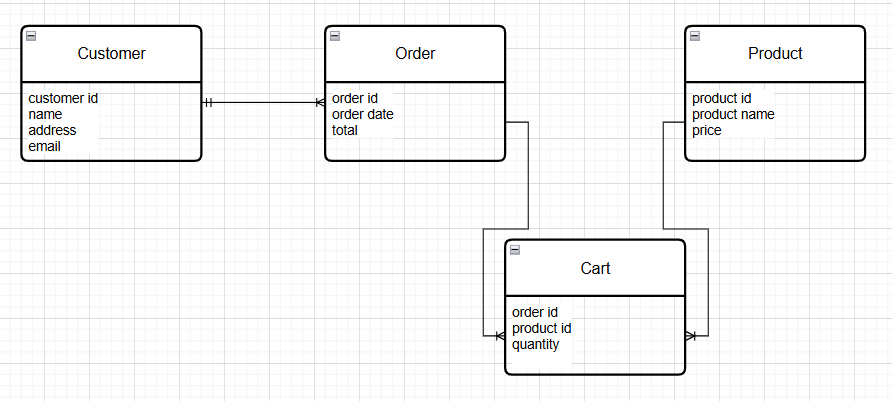 Customer
customer id
name
address
email
Order
order id
order date
total
Product
product id
product name
price
Cart
order id
product id
quantity